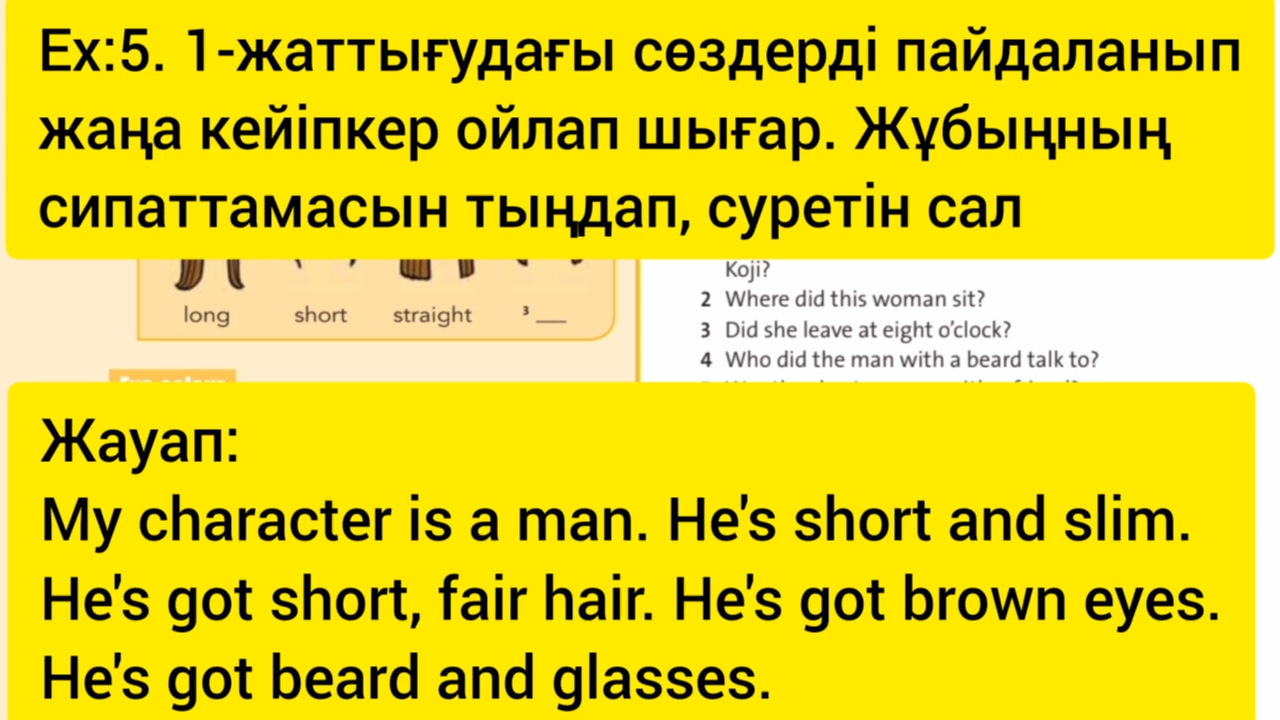 Ex:5. 1-жаттығудағы сөздерді пайдаланып
жаңа кейіпкер ойлап шығар. Жұбыңның
сипаттамасын тыңдап, суретін сал
long short straight ³ __
Koji?
2 Where did this woman sit?
3 Did she leave at eight o'clock?
4 Who did the man with a beard talk to?
Жауап:
My character is a man. He's short and slim.
He's got short, fair hair. He's got brown eyes.
He's got beard and glasses.